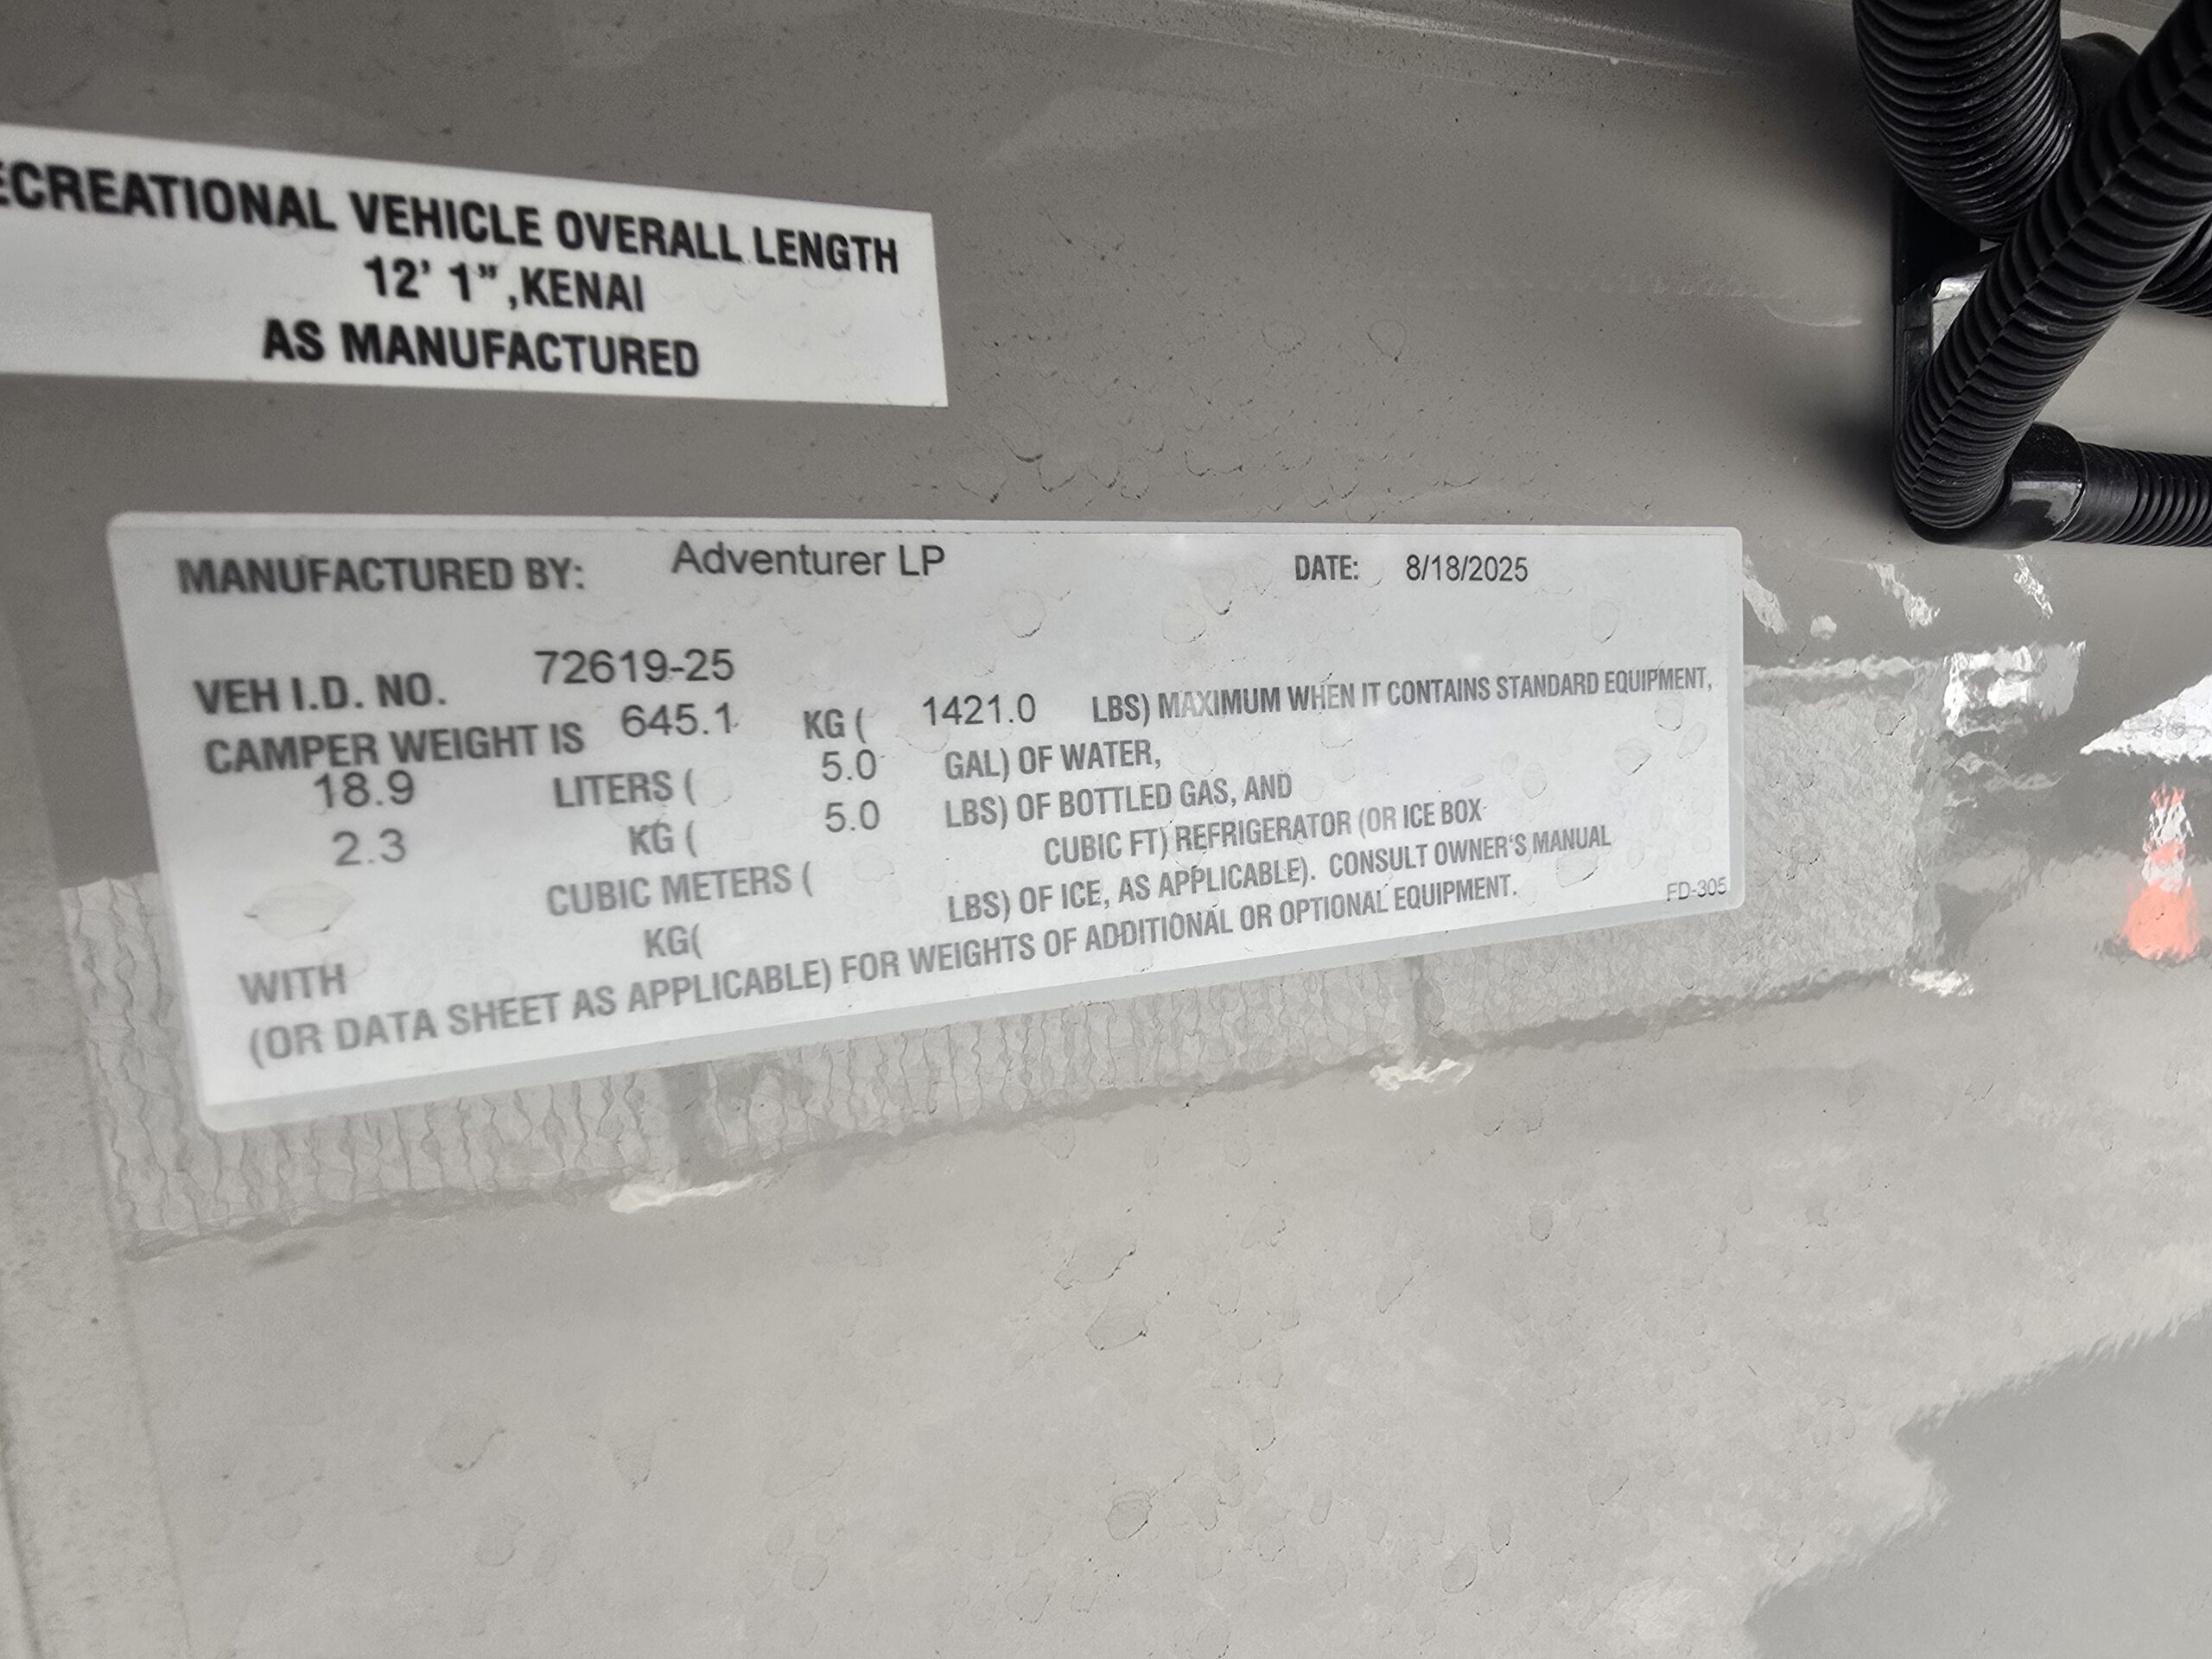 ECREATIONAL VEHICLE OVERALL LENGTH
12' 1",KENAI
AS MANUFACTURED
MANUFACTURED BY: Adventurer LP DATE: 8/18/2025
VEH I.D. NO. 72619-25
CAMPER WEIGHT IS 645.1 KG ( 1421.0 LBS) MAXIMUM WHEN IT CONTAINS STANDARD EQUIPMENT,
18.9 LITERS ( 5.0 GAL) OF WATER,
2.3 KG ( 5.0 LBS) OF BOTTLED GAS, AND
CUBIC METERS ( CUBIC FT) REFRIGERATOR (OR ICE BOX
WITH KG( LBS) OF ICE, AS APPLICABLE). CONSULT OWNER'S MANUAL
(OR DATA SHEET AS APPLICABLE) FOR WEIGHTS OF ADDITIONAL OR OPTIONAL EQUIPMENT.
FD-305